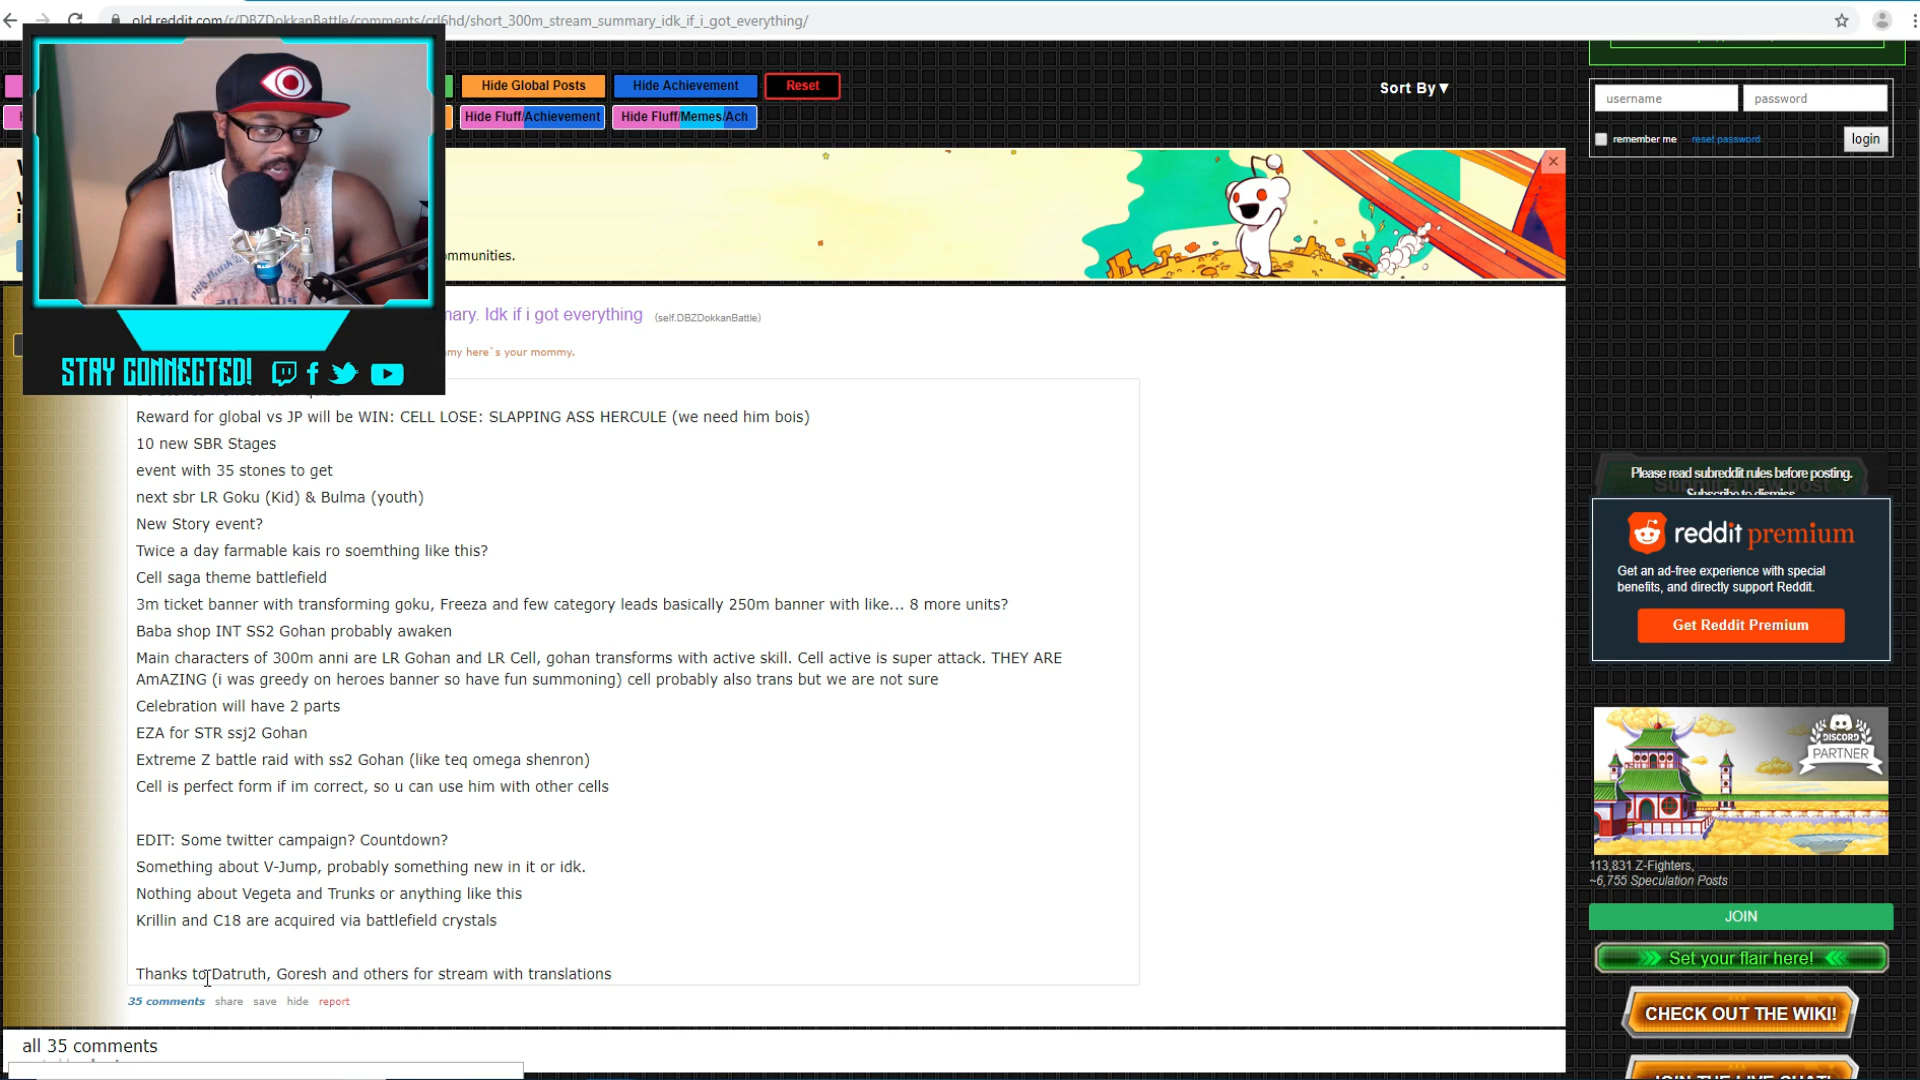 old.reddit.com/r/DBZDokkanBattle/comments/crl6hd/short_300m_stream_summary_idk_if_i_got_everything/
Hide Global Posts
Hide Achievement
Reset
Sort By▼
Hide Fluff/Achievement
Hide Fluff/Memes/Ach
username
password
remember me
reset password
login
mmunities.
STAY CONNECTED!
mary. Idk if i got everything (self.DBZDokkanBattle)
my here`s your mommy.
Reward for global vs JP will be WIN: CELL LOSE: SLAPPING ASS HERCULE (we need him bois)
10 new SBR Stages
event with 35 stones to get
next sbr LR Goku (Kid) & Bulma (youth)
New Story event?
Twice a day farmable kais ro soemthing like this?
Cell saga theme battlefield
3m ticket banner with transforming goku, Freeza and few category leads basically 250m banner with like... 8 more units?
Baba shop INT SS2 Gohan probably awaken
Main characters of 300m anni are LR Gohan and LR Cell, gohan transforms with active skill. Cell active is super attack. THEY ARE
AmAZING (i was greedy on heroes banner so have fun summoning) cell probably also trans but we are not sure
Celebration will have 2 parts
EZA for STR ssj2 Gohan
Extreme Z battle raid with ss2 Gohan (like teq omega shenron)
Cell is perfect form if im correct, so u can use him with other cells
EDIT: Some twitter campaign? Countdown?
Something about V-Jump, probably something new in it or idk.
Nothing about Vegeta and Trunks or anything like this
Krillin and C18 are acquired via battlefield crystals
Thanks to Datruth, Goresh and others for stream with translations
35 comments share save hide report
all 35 comments
Please read subreddit rules before posting.
Subscribe to dismiss
reddit premium
Get an ad-free experience with special
benefits, and directly support Reddit.
Get Reddit Premium
DISCORD
PARTNER
113,831 Z-Fighters,
~6,755 Speculation Posts
JOIN
Set your flair here!
CHECK OUT THE WIKI!
JOIN THE LIVE CHAT!